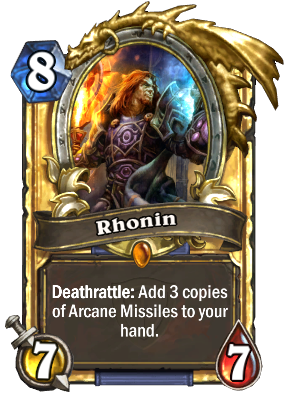 8
Rhonin
Deathrattle: Add 3 copies
of Arcane Missiles to your
hand.
7
7